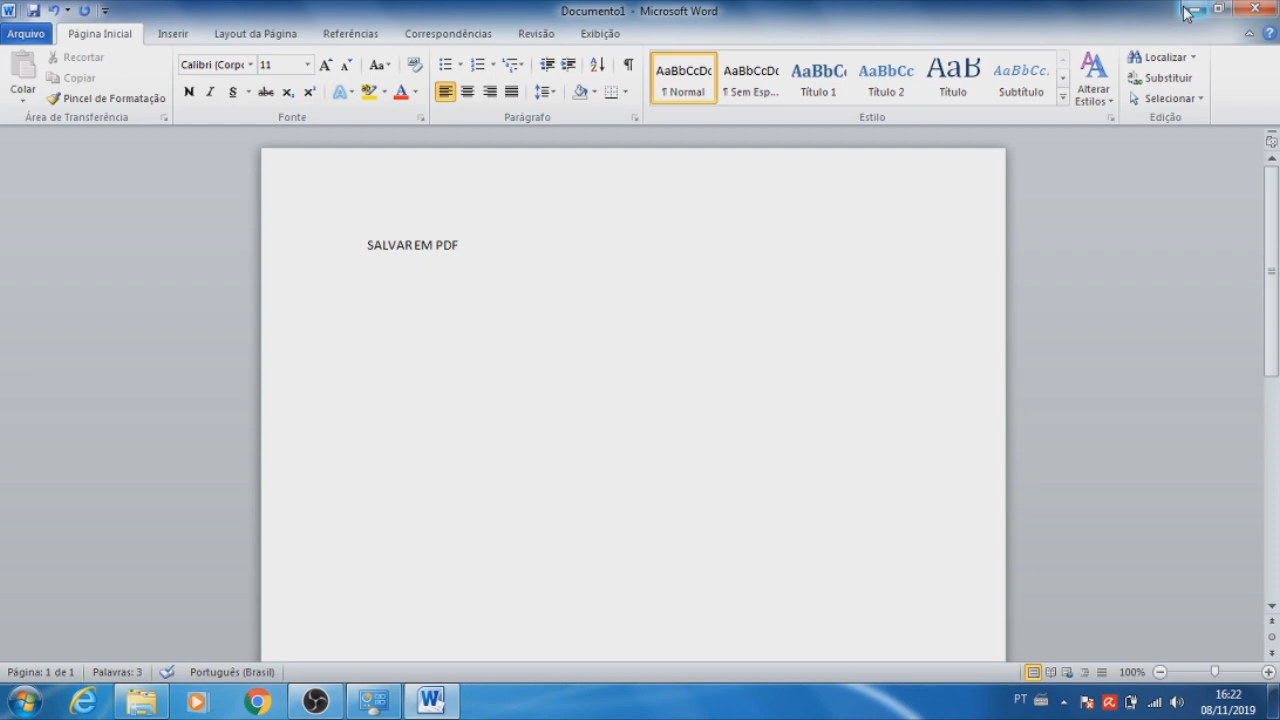 Documento1 - Microsoft Word
Arquivo Página Inicial Inserir Layout da Página Referências Correspondências Revisão Exibição
Colar
Recortar
Copiar
Pincel de Formatação
Área de Transferência
Calibri (Corpo 11
N I S abc x, x² Aa
Fonte
Parágrafo
AaBbCcDc AaBbCcDc AaBbC AaBbCc AaB AaBbCc.
¶ Normal ¶ Sem Esp... Título 1 Título 2 Título Subtítulo
Alterar
Estilos
Estilo
Localizar
Substituir
Selecionar
Edição
SALVAR EM PDF
Página: 1 de 1 Palavras: 3 Português (Brasil) 100%
PT 16:22
08/11/2019